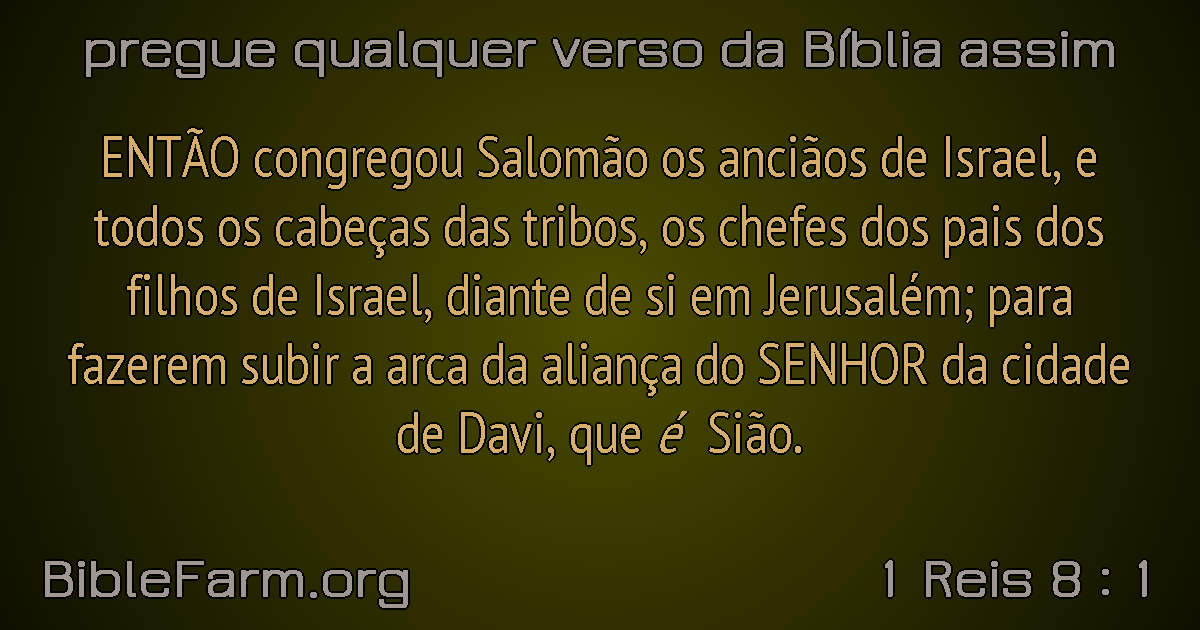 pregue qualquer verso da Bíblia assim
ENTÃO congregou Salomão os anciãos de Israel, e
todos os cabeças das tribos, os chefes dos pais dos
filhos de Israel, diante de si em Jerusalém; para
fazerem subir a arca da aliança do SENHOR da cidade
de Davi, que é Sião.
BibleFarm.org
1 Reis 8 : 1